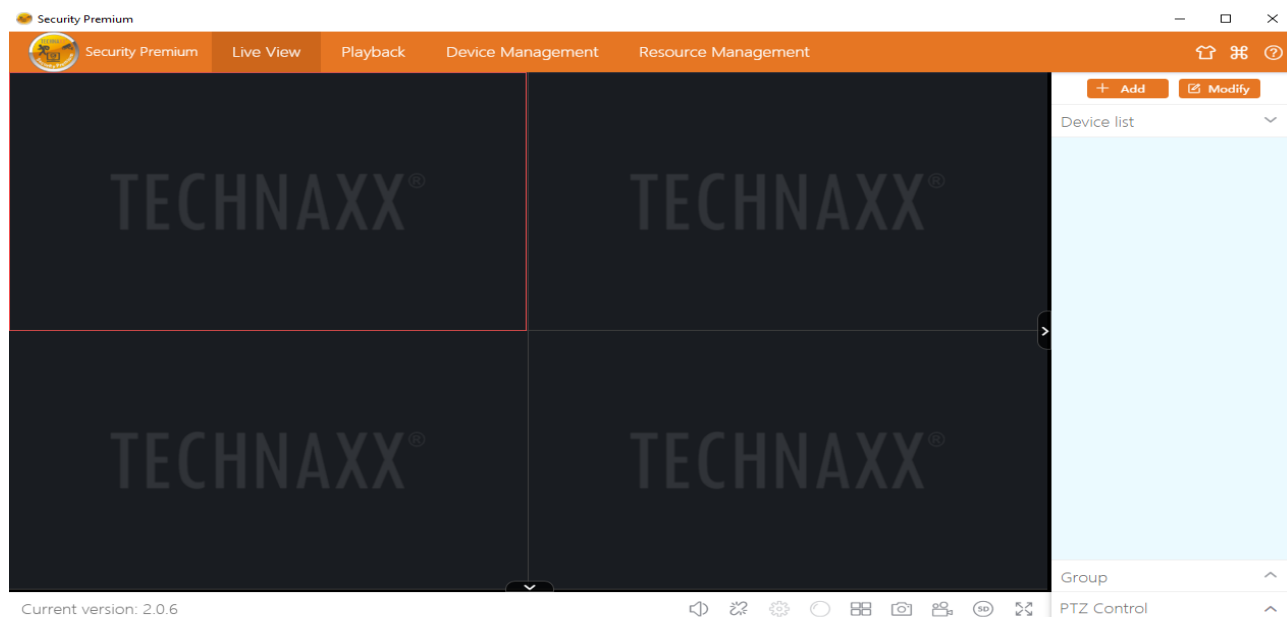 Security Premium
Security Premium Live View Playback Device Management Resource Management
+ Add Modify
Device list
TECHNAXX® TECHNAXX®
TECHNAXX® TECHNAXX®
Group
Current version: 2.0.6 SD PTZ Control